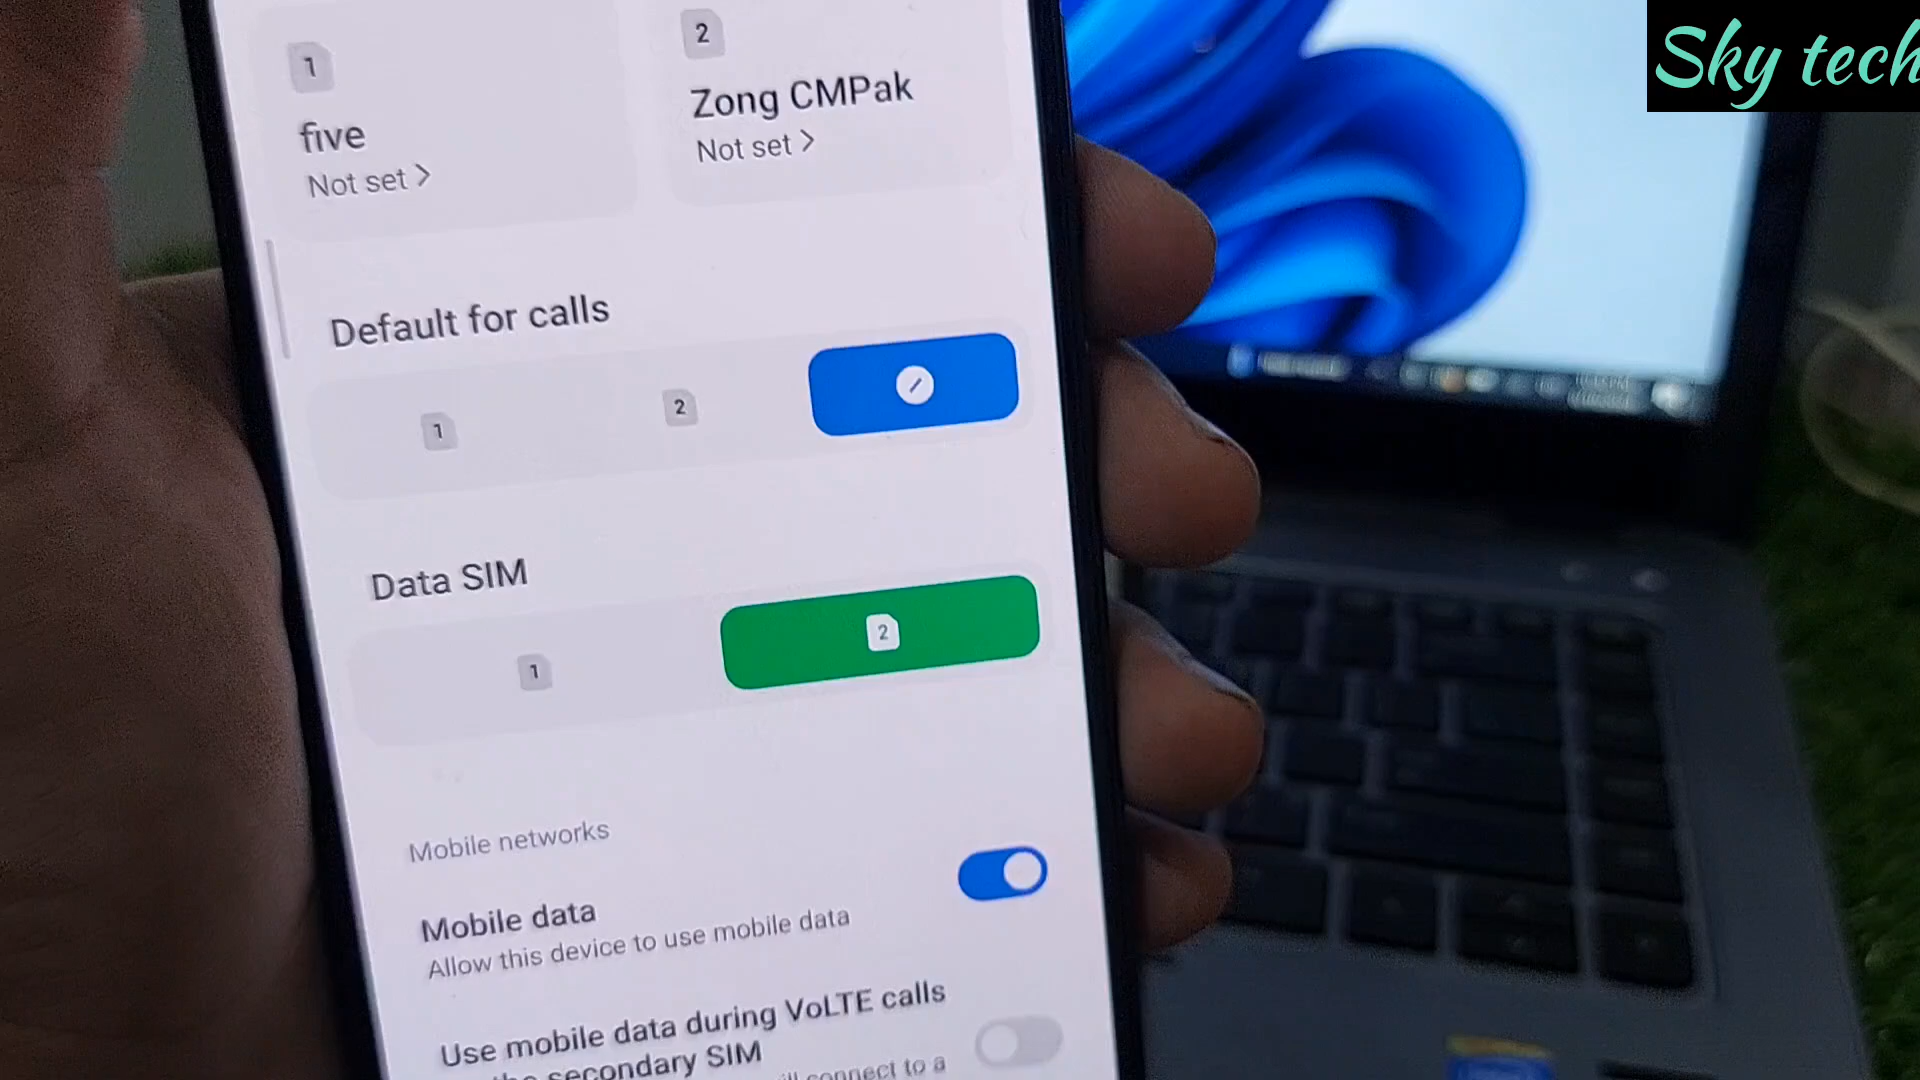 Sky tech
1
2
five
Zong CMPak
Not set >
Not set >
Default for calls
1
2
Data SIM
1
2
Mobile networks
Mobile data
Allow this device to use mobile data
Use mobile data during VoLTE calls
secondary SIM
connect to a